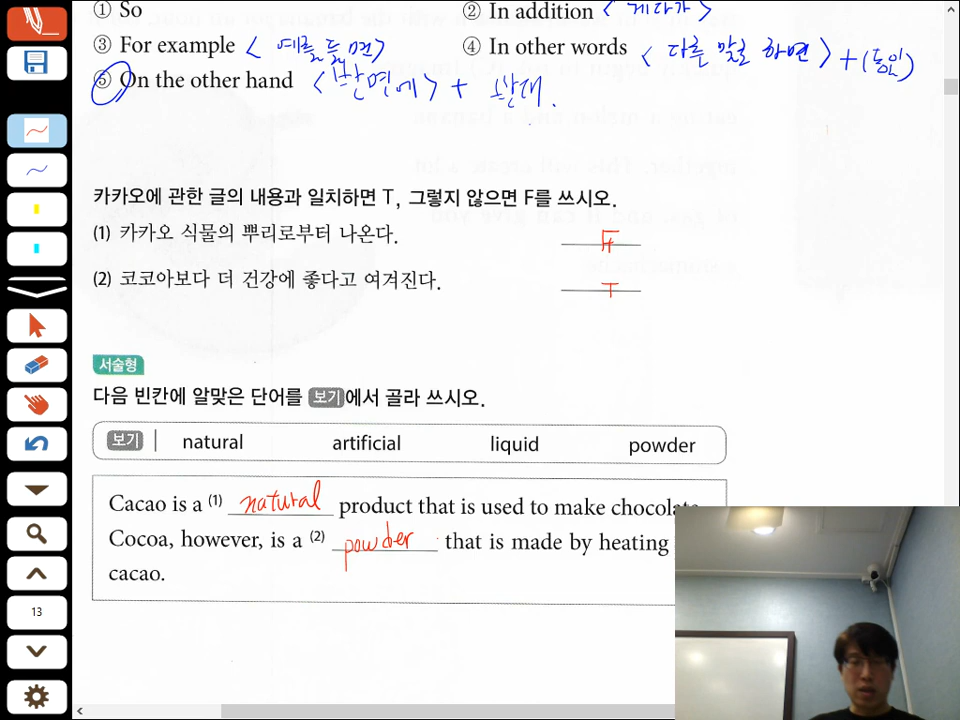 ① So
② In addition < 게다가 >
③ For example < 예를 들면 >
④ In other words < 다른 말로 하면 > + (동의)
⑤ On the other hand < 반면에 > + 반대.
카카오에 관한 글의 내용과 일치하면 T, 그렇지 않으면 F를 쓰시오.
(1) 카카오 식물의 뿌리로부터 나온다. F
(2) 코코아보다 더 건강에 좋다고 여겨진다. T
서술형
다음 빈칸에 알맞은 단어를 보기에서 골라 쓰시오.
보기 | natural artificial liquid powder
Cacao is a (1) natural product that is used to make chocolate.
Cocoa, however, is a (2) powder that is made by heating
cacao.
13